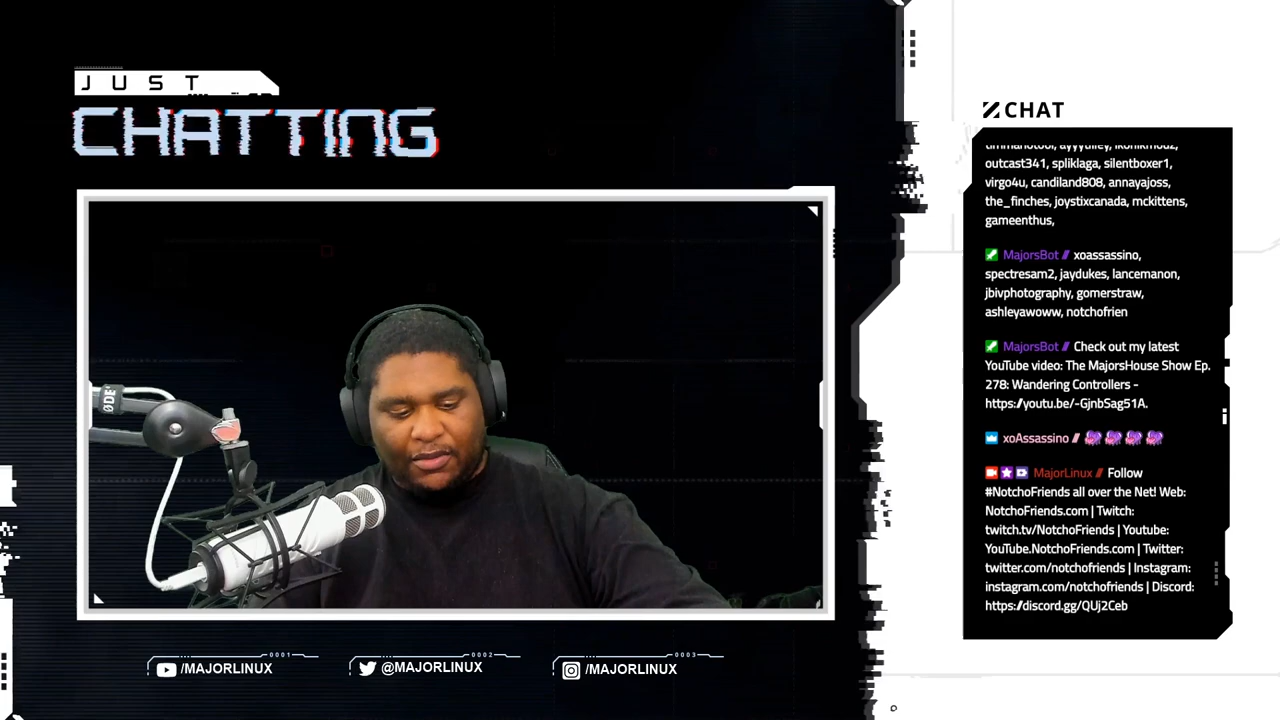 JUST
CHATTING
CHAT
outcast341, spliklaga, silentboxer1,
virgo4u, candiland808, annayajoss,
the_finches, joystixcanada, mckittens,
gameenthus,
MajorsBot // xoassassino,
spectresam2, jaydukes, lancemanon,
jbivphotography, gomerstraw,
ashleyawoww, notchofrien
MajorsBot // Check out my latest
YouTube video: The MajorsHouse Show Ep.
278: Wandering Controllers -
https://youtu.be/-GjnbSag51A.
xoAssassino //
MajorLinux // Follow
#NotchoFriends all over the Net! Web:
NotchoFriends.com | Twitch:
twitch.tv/NotchoFriends | Youtube:
YouTube.NotchoFriends.com | Twitter:
twitter.com/notchofriends | Instagram:
instagram.com/notchofriends | Discord:
https://discord.gg/QUj2Ceb
0001
/MAJORLINUX
0002
@MAJORLINUX
0003
/MAJORLINUX